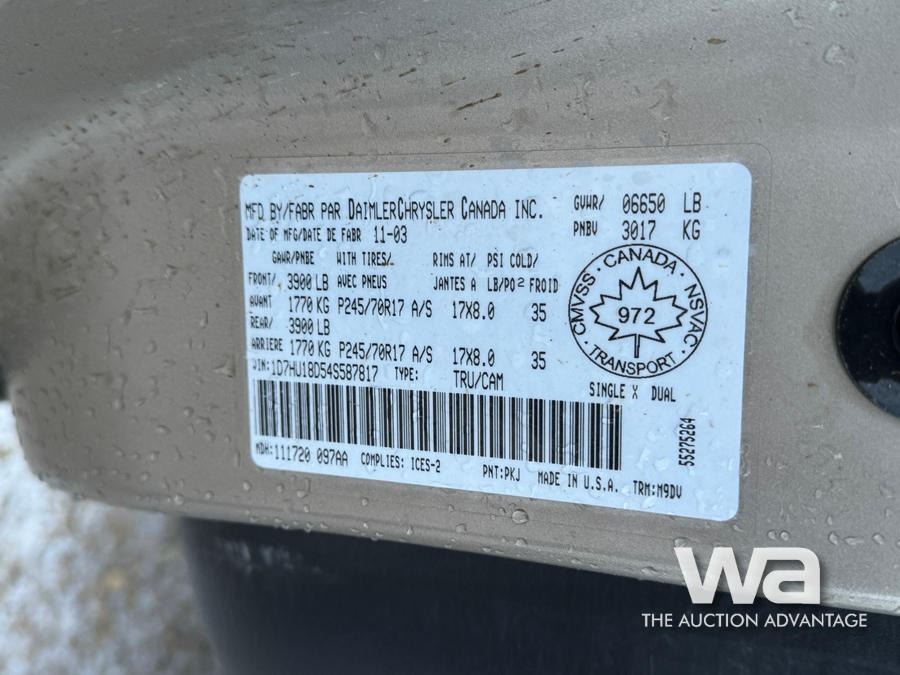 MFD BY/FABR PAR DAIMLERCHRYSLER CANADA INC.
DATE OF MFG/DATE DE FABR 11-03
GVWR/ 06650 LB
PNBV 3017 KG
GAWR/PNBE WITH TIRES/ RIMS AT/ PSI COLD/
FRONT/ 3900 LB AVEC PNEUS JANTES A LB/PO² FROID
AVANT 1770 KG P245/70R17 A/S 17X8.0 35
REAR/ 3900 LB
ARRIERE 1770 KG P245/70R17 A/S 17X8.0 35
VIN: 1D7HU18D54S587817 TYPE: TRU/CAM
CMVSS · CANADA · NSVAC · TRANSPORT ·
972
SINGLE X DUAL
55275264
MDH: 111720 097AA COMPLIES: ICES-2 PNT: PKJ MADE IN U.S.A. TRM: M9DV
wa
THE AUCTION ADVANTAGE